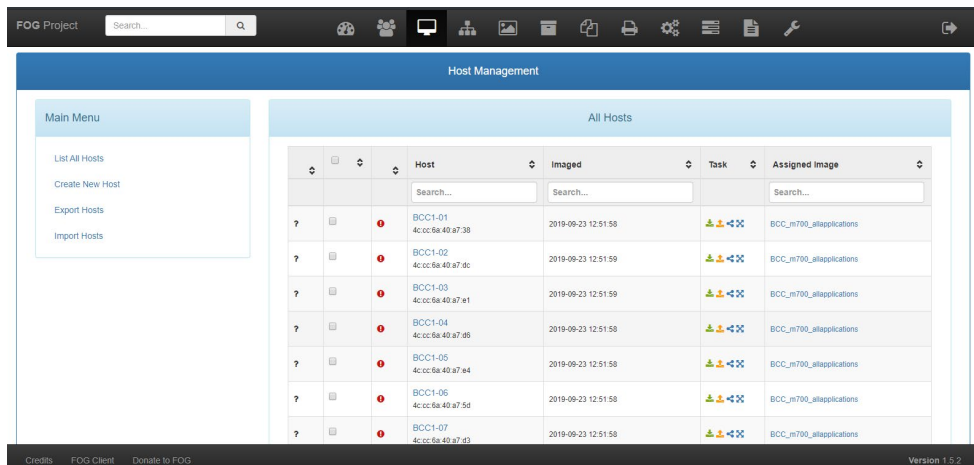 FOG Project
Search...
Host Management
Main Menu
List All Hosts
Create New Host
Export Hosts
Import Hosts
All Hosts
Host Imaged Task Assigned Image
Search... Search... Search...
? BCC1-01 2019-09-23 12:51:58 BCC_m700_allapplications
4c:cc:6a:40:a7:38
? BCC1-02 2019-09-23 12:51:59 BCC_m700_allapplications
4c:cc:6a:40:a7:dc
? BCC1-03 2019-09-23 12:51:59 BCC_m700_allapplications
4c:cc:6a:40:a7:e1
? BCC1-04 2019-09-23 12:51:58 BCC_m700_allapplications
4c:cc:6a:40:a7:d6
? BCC1-05 2019-09-23 12:51:58 BCC_m700_allapplications
4c:cc:6a:40:a7:e4
? BCC1-06 2019-09-23 12:51:58 BCC_m700_allapplications
4c:cc:6a:40:a7:5d
? BCC1-07 2019-09-23 12:51:58 BCC_m700_allapplications
4c:cc:6a:40:a7:d3
Credits FOG Client Donate to FOG Version 1.5.2